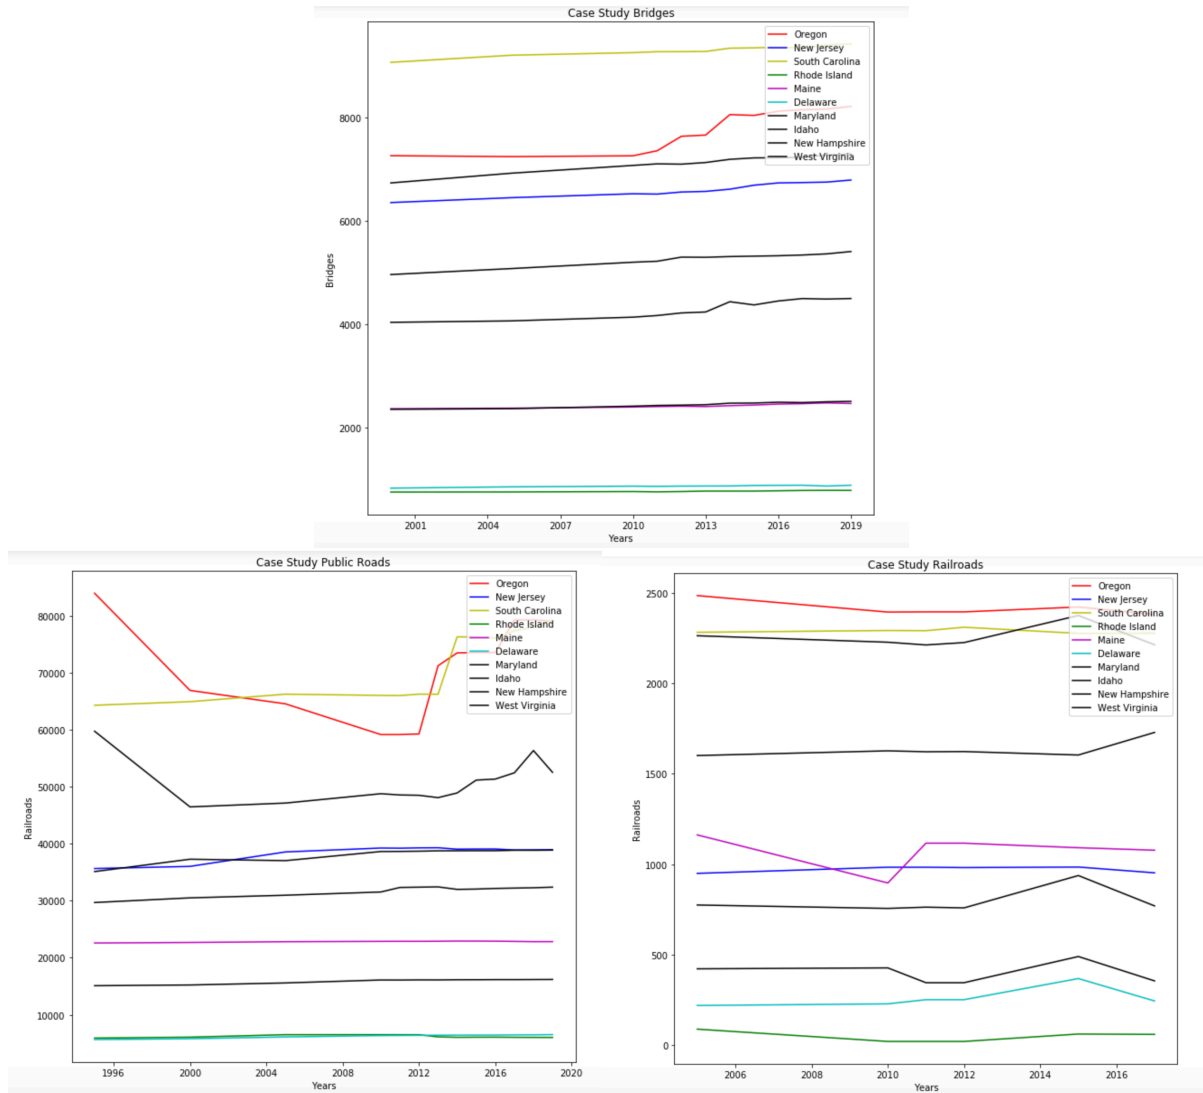 Case Study Bridges
Oregon
New Jersey
South Carolina
Rhode Island
Maine
Delaware
Maryland
Idaho
New Hampshire
West Virginia
8000
6000
4000
2000
Bridges
2001 2004 2007 2010 2013 2016 2019
Years
Case Study Public Roads
Oregon
New Jersey
South Carolina
Rhode Island
Maine
Delaware
Maryland
Idaho
New Hampshire
West Virginia
80000
70000
60000
50000
40000
30000
20000
10000
Railroads
1996 2000 2004 2008 2012 2016 2020
Years
Case Study Railroads
Oregon
New Jersey
South Carolina
Rhode Island
Maine
Delaware
Maryland
Idaho
New Hampshire
West Virginia
2500
2000
1500
1000
500
0
Railroads
2006 2008 2010 2012 2014 2016
Years